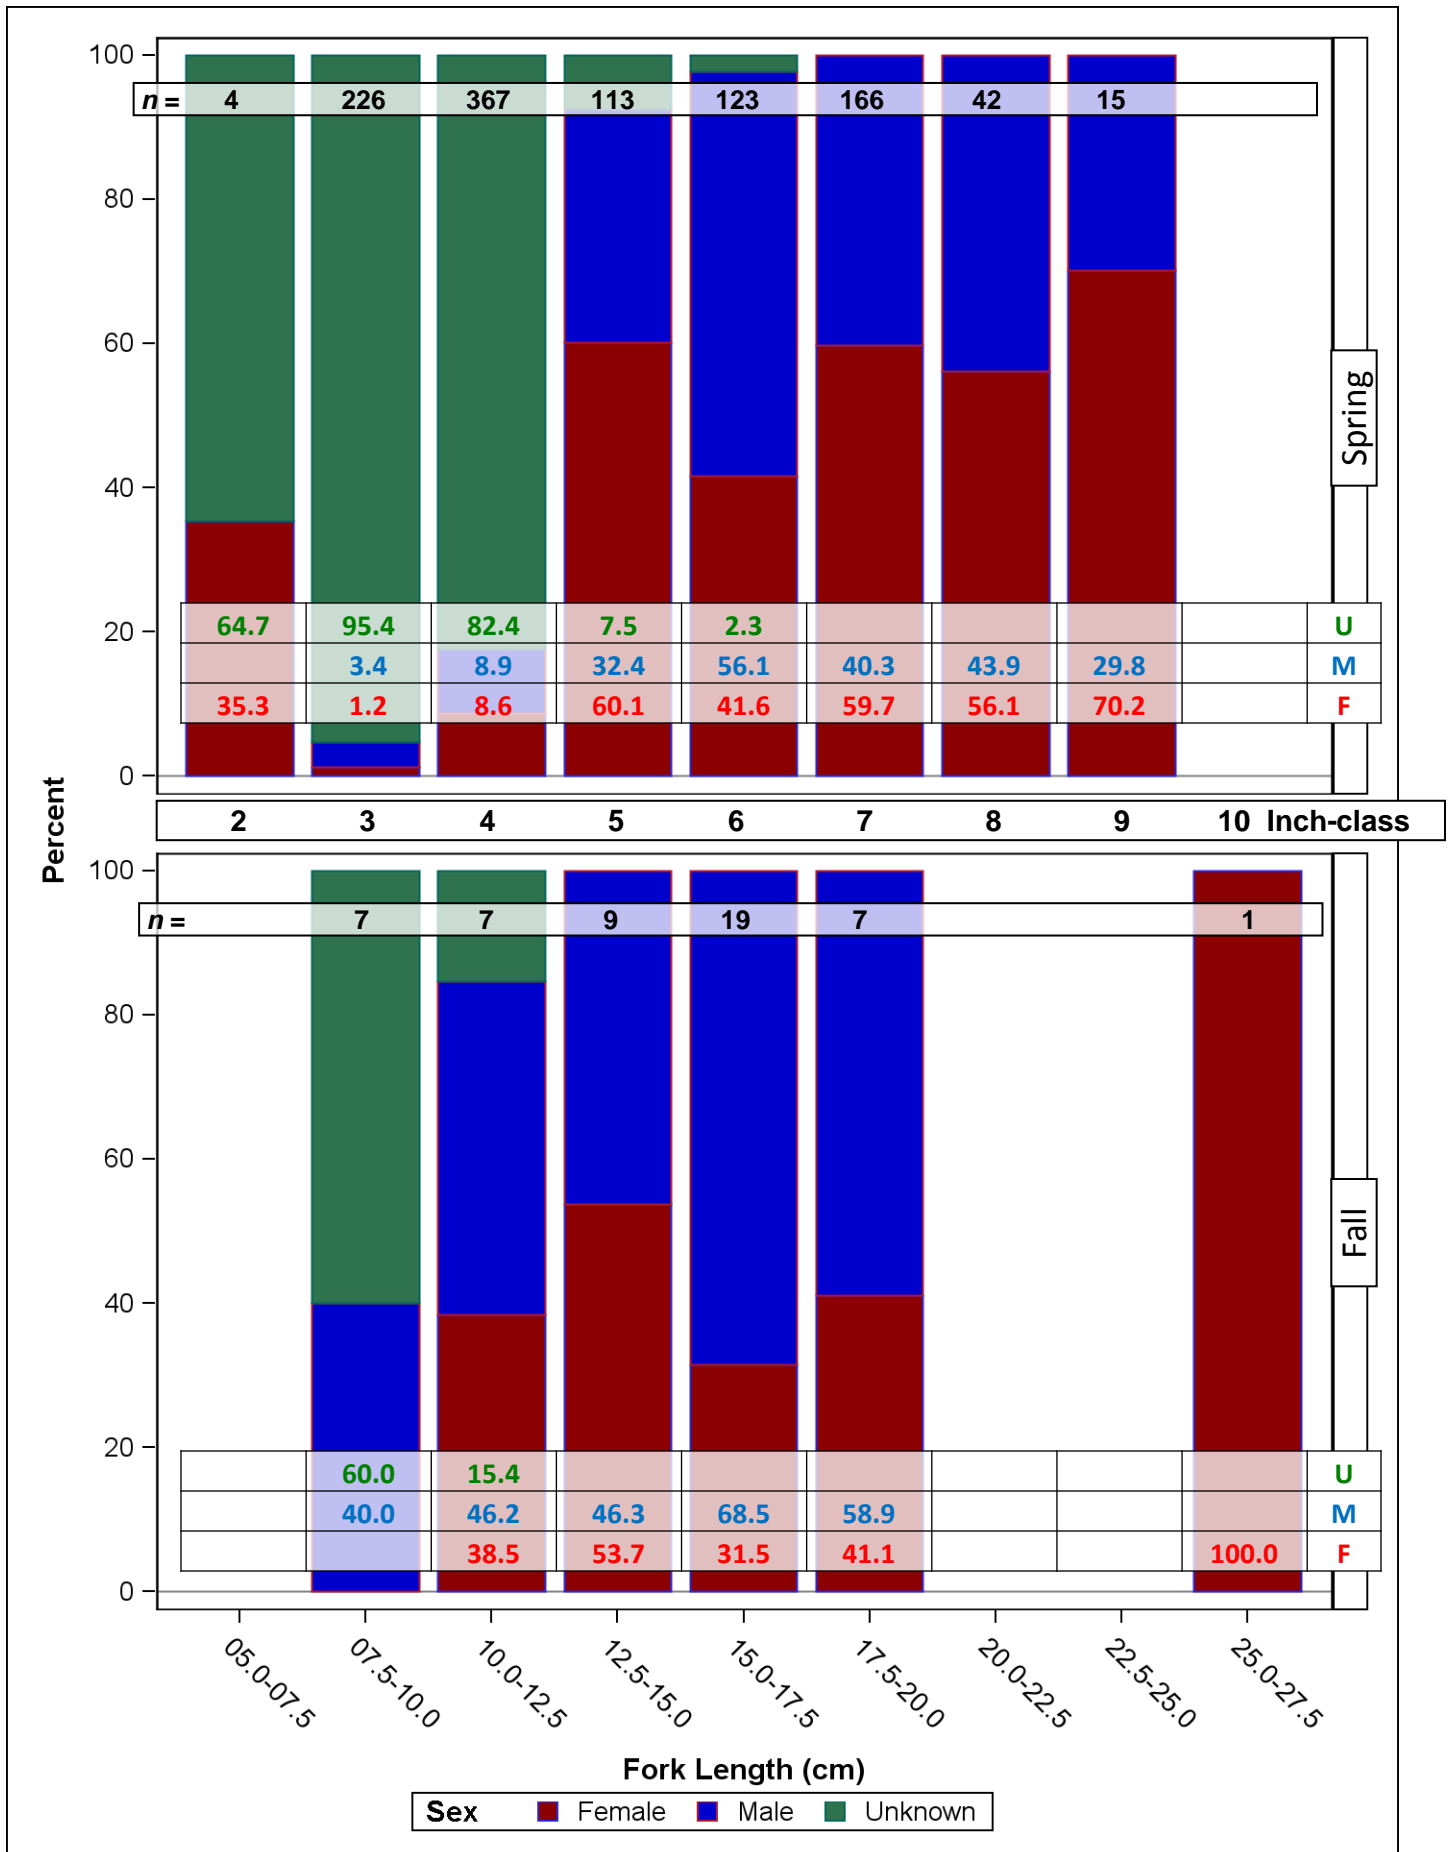 100
n = 4 226 367 113 123 166 42 15
80
60
Spring
40
20
64.7 95.4 82.4 7.5 2.3 U
3.4 8.9 32.4 56.1 40.3 43.9 29.8 M
35.3 1.2 8.6 60.1 41.6 59.7 56.1 70.2 F
0
2 3 4 5 6 7 8 9 10 Inch-class
Percent
100
n = 7 7 9 19 7 1
80
60
Fall
40
20
60.0 15.4 U
40.0 46.2 46.3 68.5 58.9 M
38.5 53.7 31.5 41.1 100.0 F
0
05.0-07.5 07.5-10.0 10.0-12.5 12.5-15.0 15.0-17.5 17.5-20.0 20.0-22.5 22.5-25.0 25.0-27.5
Fork Length (cm)
Sex Female Male Unknown